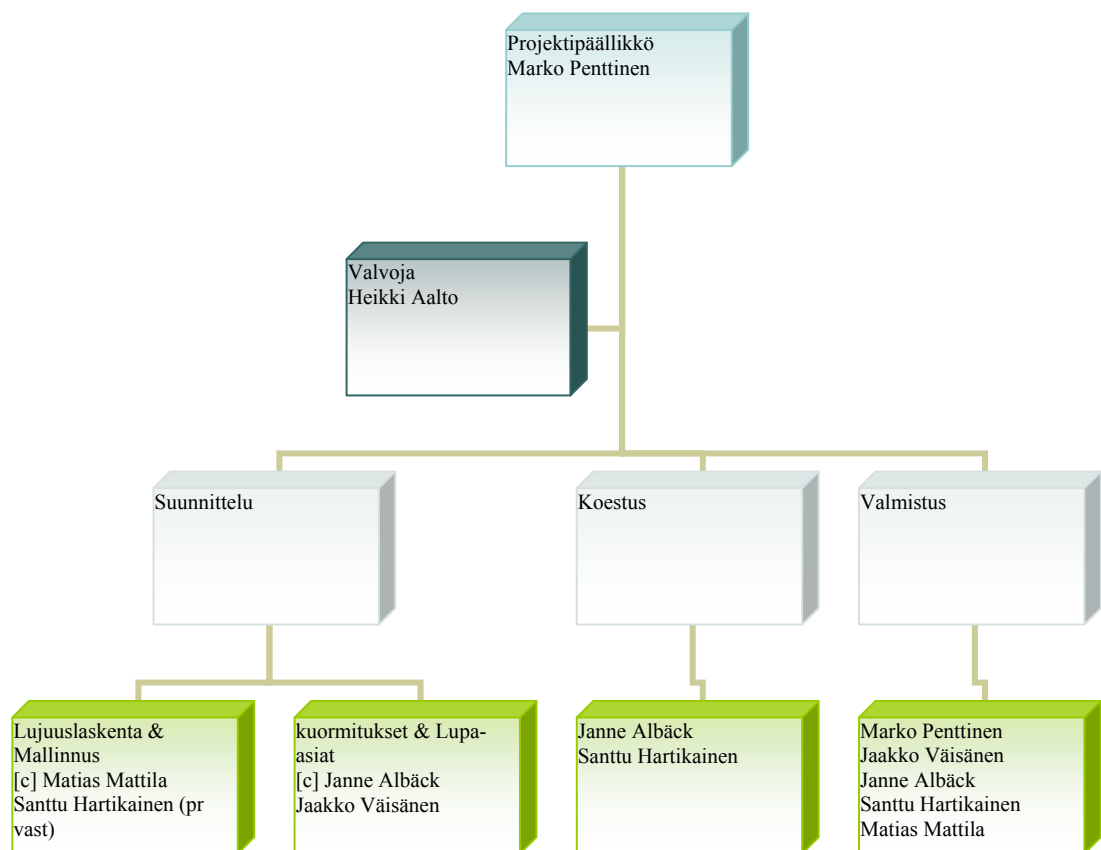 Projektipäällikkö
Marko Penttinen
Valvoja
Heikki Aalto
Suunnittelu
Koestus
Valmistus
Lujuuslaskenta &
Mallinnus
[c] Matias Mattila
Santtu Hartikainen (pr
vast)
kuormitukset & Lupa-
asiat
[c] Janne Albäck
Jaakko Väisänen
Janne Albäck
Santtu Hartikainen
Marko Penttinen
Jaakko Väisänen
Janne Albäck
Santtu Hartikainen
Matias Mattila